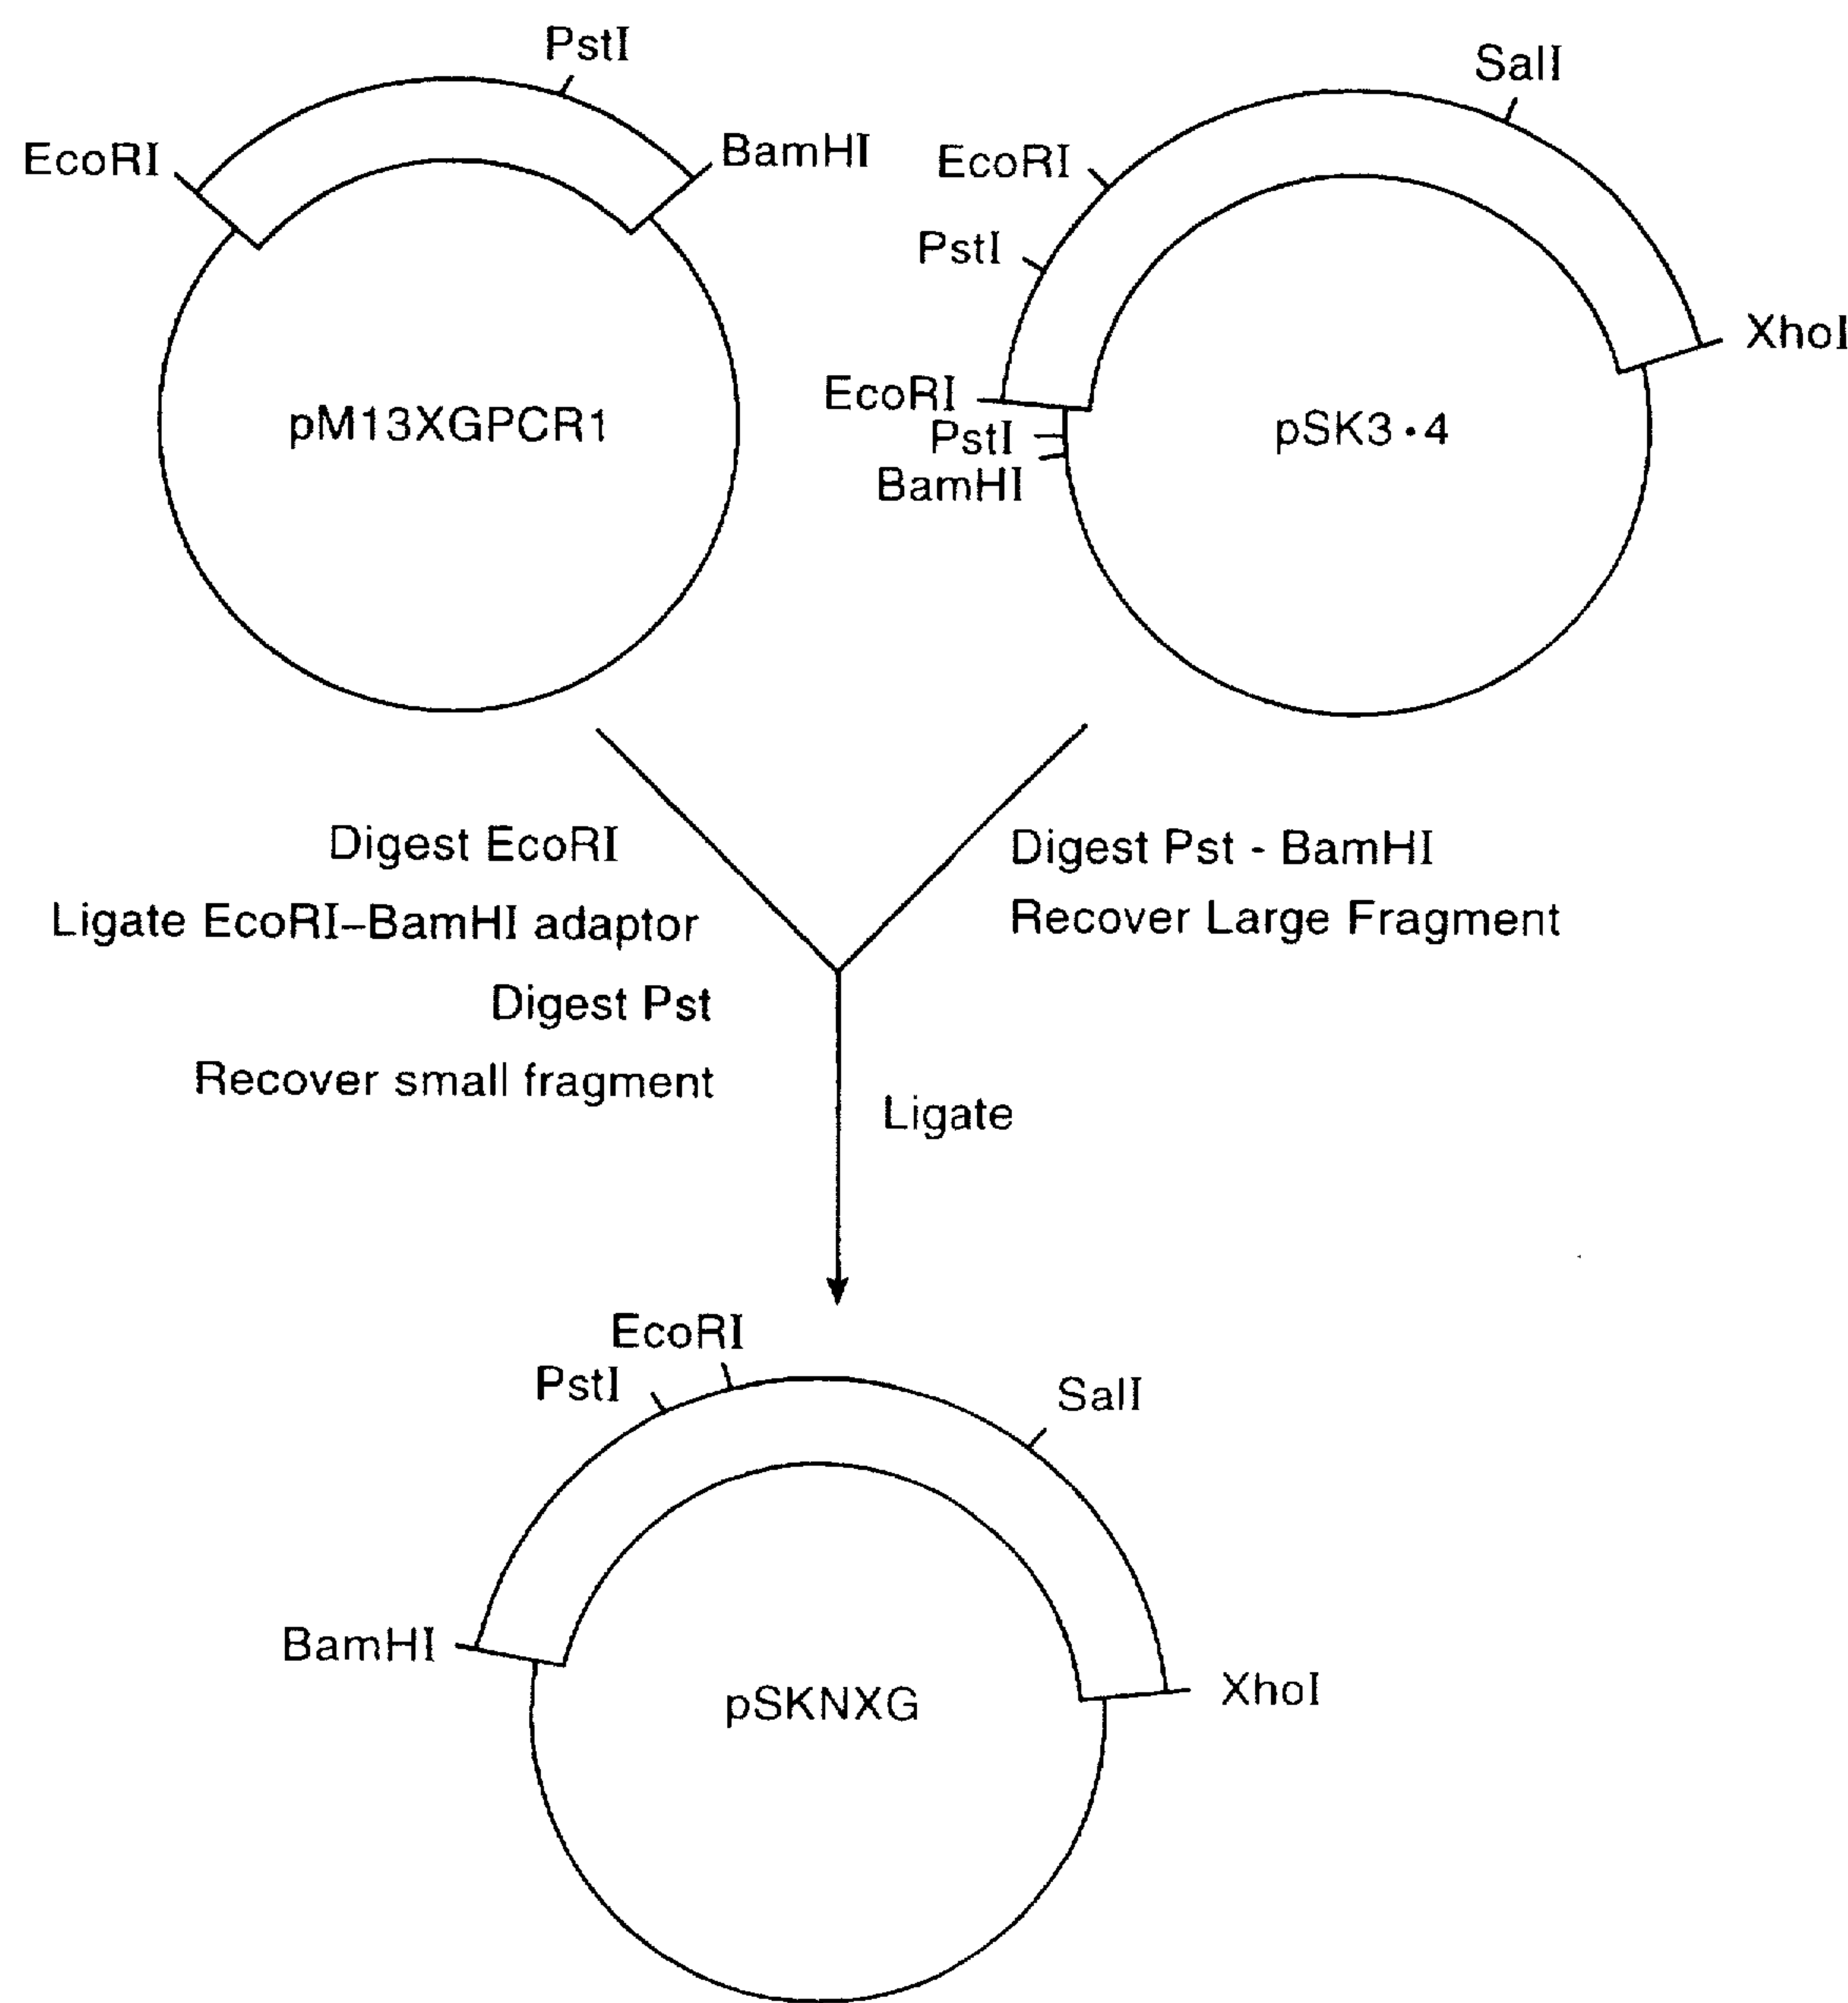 PstI
EcoRI
BamHI
pM13XGPCR1
SalI
EcoRI
PstI
EcoRI
PstI
BamHI
XhoI
pSK3·4
Digest EcoRI
Ligate EcoRI–BamHI adaptor
Digest Pst
Recover small fragment
Digest Pst - BamHI
Recover Large Fragment
Ligate
EcoRI
PstI
SalI
BamHI
XhoI
pSKNXG